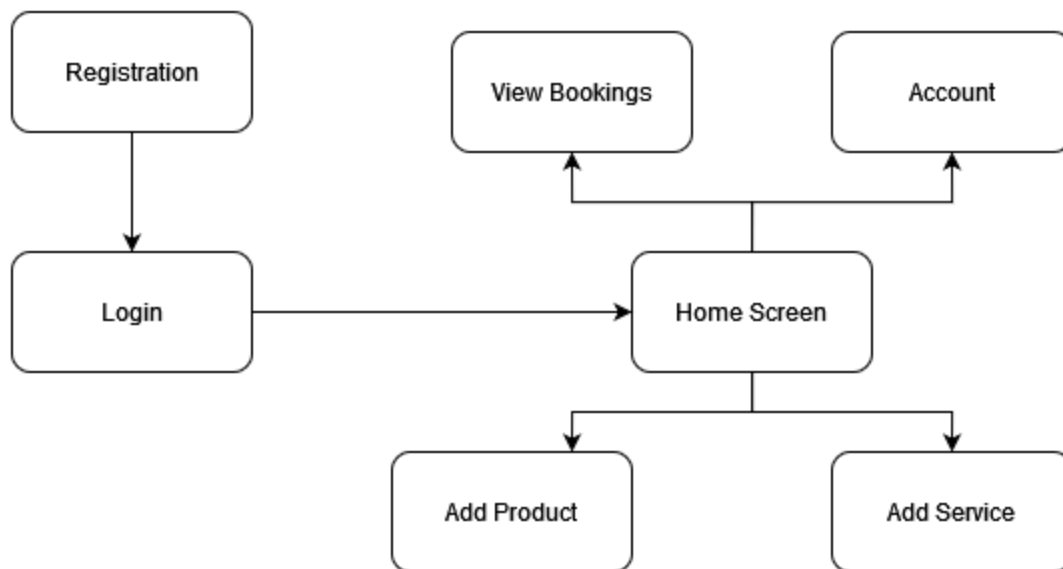 Registration
View Bookings
Account
Login
Home Screen
Add Product
Add Service